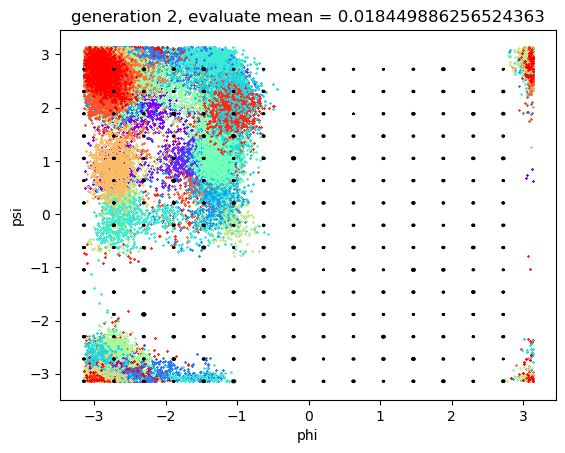 generation 2, evaluate mean = 0.018449886256524363
psi
3
2
1
0
−1
−2
−3
−3 −2 −1 0 1 2 3
phi